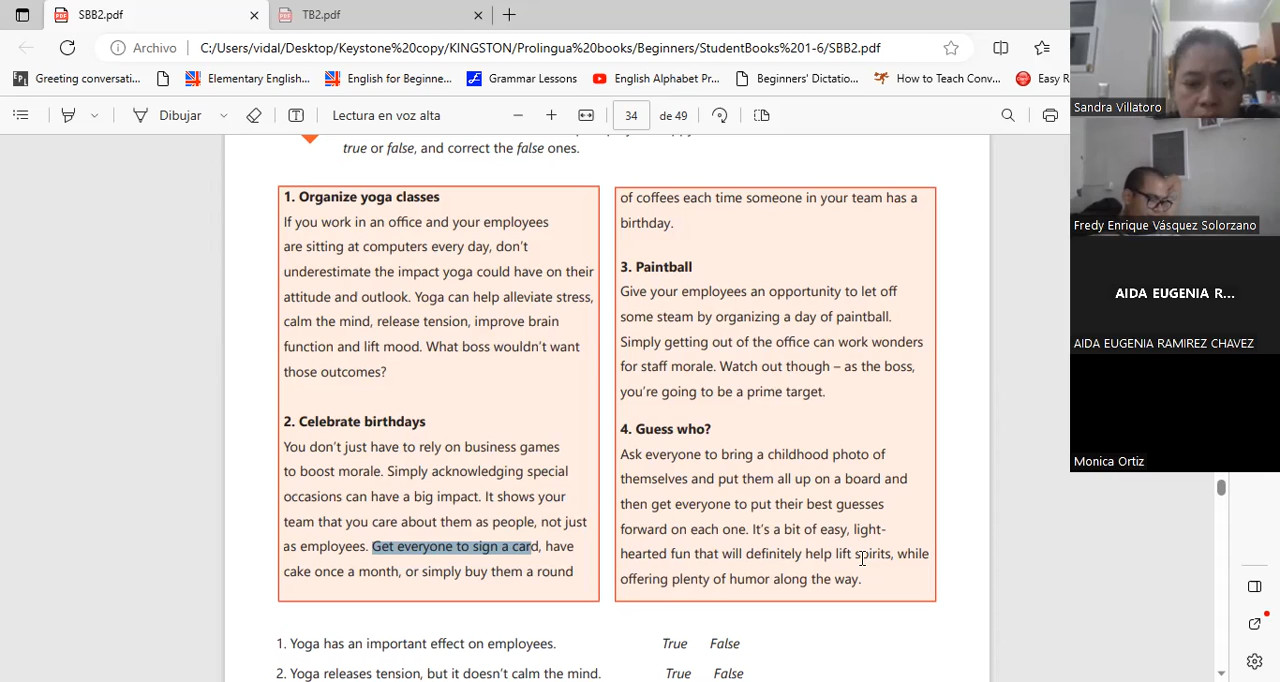 SBB2.pdf
TB2.pdf
Archivo
C:/Users/vidal/Desktop/Keystone%20copy/KINGSTON/Prolingua%20books/Beginners/StudentBooks%201-6/SBB2.pdf
Greeting conversati...
Elementary English...
English for Beginne...
Grammar Lessons
English Alphabet Pr...
Beginners' Dictatio...
How to Teach Conv...
Easy R
Dibujar
Lectura en voz alta
34
de 49
true or false, and correct the false ones.
1. Organize yoga classes
If you work in an office and your employees
are sitting at computers every day, don't
underestimate the impact yoga could have on their
attitude and outlook. Yoga can help alleviate stress,
calm the mind, release tension, improve brain
function and lift mood. What boss wouldn't want
those outcomes?
2. Celebrate birthdays
You don't just have to rely on business games
to boost morale. Simply acknowledging special
occasions can have a big impact. It shows your
team that you care about them as people, not just
as employees. Get everyone to sign a card, have
cake once a month, or simply buy them a round
of coffees each time someone in your team has a
birthday.
3. Paintball
Give your employees an opportunity to let off
some steam by organizing a day of paintball.
Simply getting out of the office can work wonders
for staff morale. Watch out though – as the boss,
you're going to be a prime target.
4. Guess who?
Ask everyone to bring a childhood photo of
themselves and put them all up on a board and
then get everyone to put their best guesses
forward on each one. It's a bit of easy, light-
hearted fun that will definitely help lift spirits, while
offering plenty of humor along the way.
1. Yoga has an important effect on employees. True False
2. Yoga releases tension, but it doesn't calm the mind. True False
Sandra Villatoro
Fredy Enrique Vásquez Solorzano
AIDA EUGENIA R...
AIDA EUGENIA RAMIREZ CHAVEZ
Monica Ortiz